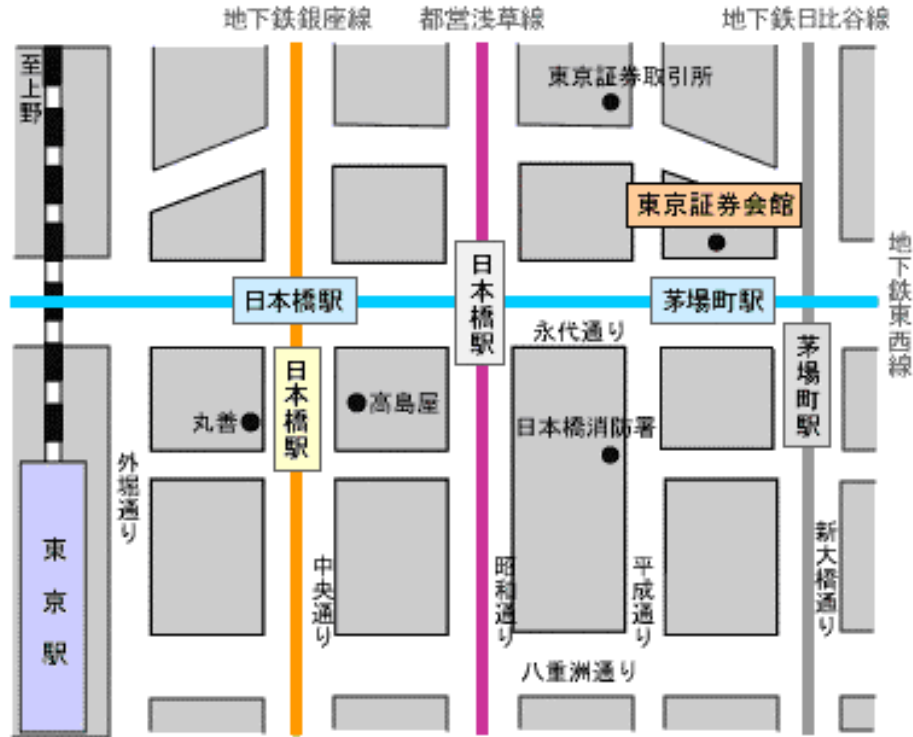 地下鉄銀座線
都営浅草線
地下鉄日比谷線
至上野
東京証券取引所
東京証券会館
地下鉄東西線
日本橋駅
日本橋駅
茅場町駅
永代通り
茅場町駅
日本橋駅
丸善
高島屋
日本橋消防署
外堀通り
東京駅
中央通り
昭和通り
平成通り
新大橋通り
八重洲通り